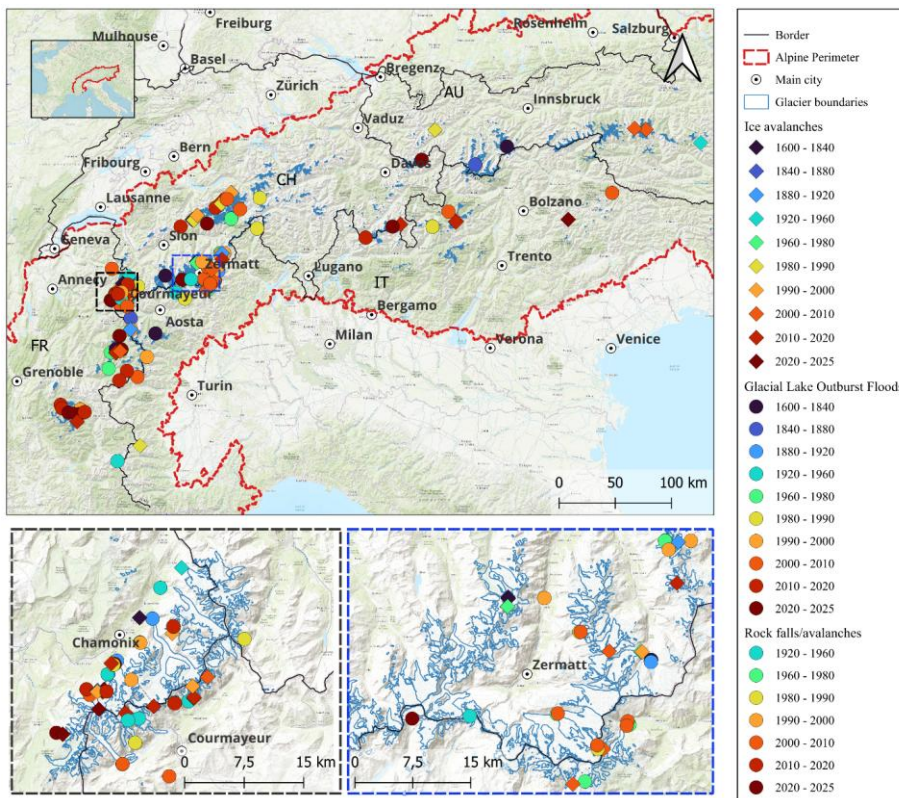 Freiburg
Rosenheim
Salzburg
Mulhouse
Basel
Bregenz
AU
Zürich
Innsbruck
Vaduz
Bern
Fribourg
Davos
CH
Lausanne
Bolzano
Geneva
Sion
Zermatt
Trento
Annecy
Lugano
Courmayeur
IT
Aosta
Bergamo
FR
Milan
Verona
Venice
Grenoble
Turin
0 50 100 km
Chamonix
Courmayeur
0 7.5 15 km
Zermatt
0 7.5 15 km
Border
Alpine Perimeter
Main city
Glacier boundaries
Ice avalanches
1600 - 1840
1840 - 1880
1880 - 1920
1920 - 1960
1960 - 1980
1980 - 1990
1990 - 2000
2000 - 2010
2010 - 2020
2020 - 2025
Glacial Lake Outburst Floods
1600 - 1840
1840 - 1880
1880 - 1920
1920 - 1960
1960 - 1980
1980 - 1990
1990 - 2000
2000 - 2010
2010 - 2020
2020 - 2025
Rock falls/avalanches
1920 - 1960
1960 - 1980
1980 - 1990
1990 - 2000
2000 - 2010
2010 - 2020
2020 - 2025